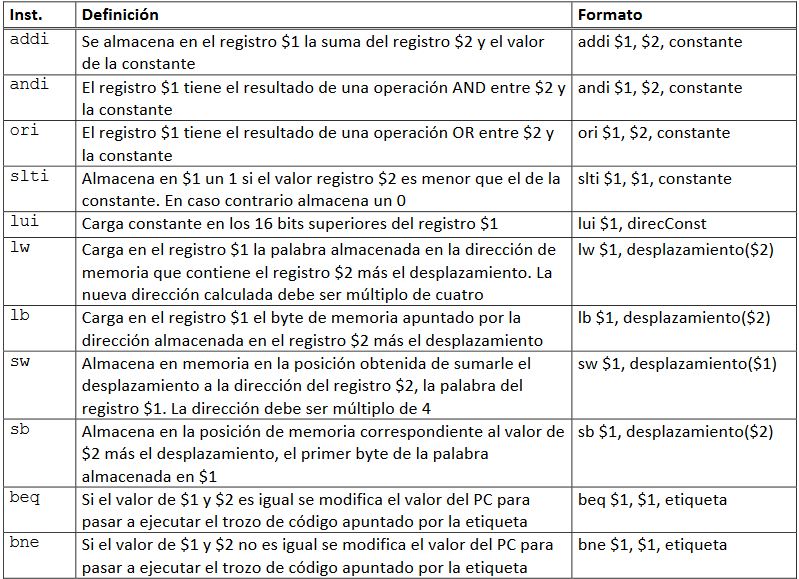 Inst. Definición Formato
addi Se almacena en el registro $1 la suma del registro $2 y el valor addi $1, $2, constante
de la constante
andi El registro $1 tiene el resultado de una operación AND entre $2 y andi $1, $2, constante
la constante
ori El registro $1 tiene el resultado de una operación OR entre $2 y ori $1, $2, constante
la constante
slti Almacena en $1 un 1 si el valor registro $2 es menor que el de la slti $1, $1, constante
constante. En caso contrario almacena un 0
lui Carga constante en los 16 bits superiores del registro $1 lui $1, direcConst
lw Carga en el registro $1 la palabra almacenada en la dirección de lw $1, desplazamiento($2)
memoria que contiene el registro $2 más el desplazamiento. La
nueva dirección calculada debe ser múltiplo de cuatro
lb Carga en el registro $1 el byte de memoria apuntado por la lb $1, desplazamiento($2)
dirección almacenada en el registro $2 más el desplazamiento
sw Almacena en memoria en la posición obtenida de sumarle el sw $1, desplazamiento($1)
desplazamiento a la dirección del registro $2, la palabra del
registro $1. La dirección debe ser múltiplo de 4
sb Almacena en la posición de memoria correspondiente al valor de sb $1, desplazamiento($2)
$2 más el desplazamiento, el primer byte de la palabra
almacenada en $1
beq Si el valor de $1 y $2 es igual se modifica el valor del PC para beq $1, $1, etiqueta
pasar a ejecutar el trozo de código apuntado por la etiqueta
bne Si el valor de $1 y $2 no es igual se modifica el valor del PC para bne $1, $1, etiqueta
pasar a ejecutar el trozo de código apuntado por la etiqueta